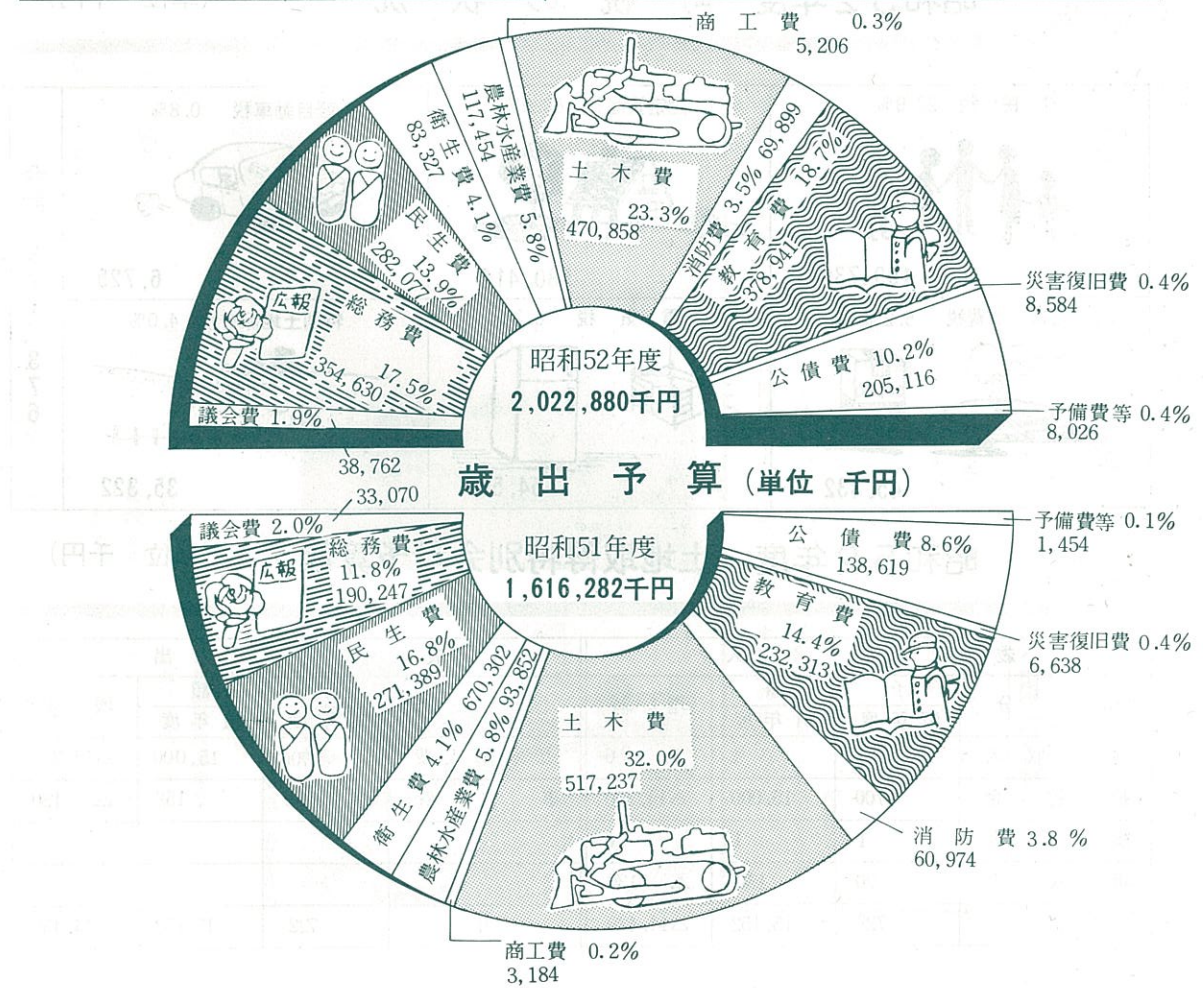 商工費 0.3%
5,206
農林水産業費 5.8%
117,454
衛生費 4.1%
83,327
民生費
13.9%
282,077
広報
総務費
17.5%
354,630
議会費 1.9%
38,762
土木費
23.3%
470,858
消防費 3.5% 69,899
教育費 18.7%
378,941
災害復旧費 0.4%
8,584
公債費 10.2%
205,116
予備費等 0.4%
8,026
昭和52年度
2,022,880千円
歳出予算 (単位 千円)
昭和51年度
1,616,282千円
33,070
議会費 2.0%
総務費
11.8%
190,247
広報
民生費
16.8%
271,389
衛生費 4.1% 670,302
農林水産業費 5.8% 93,852
商工費 0.2%
3,184
土木費
32.0%
517,237
消防費 3.8%
60,974
教育費
14.4%
232,313
災害復旧費 0.4%
6,638
公債費 8.6%
138,619
予備費等 0.1%
1,454